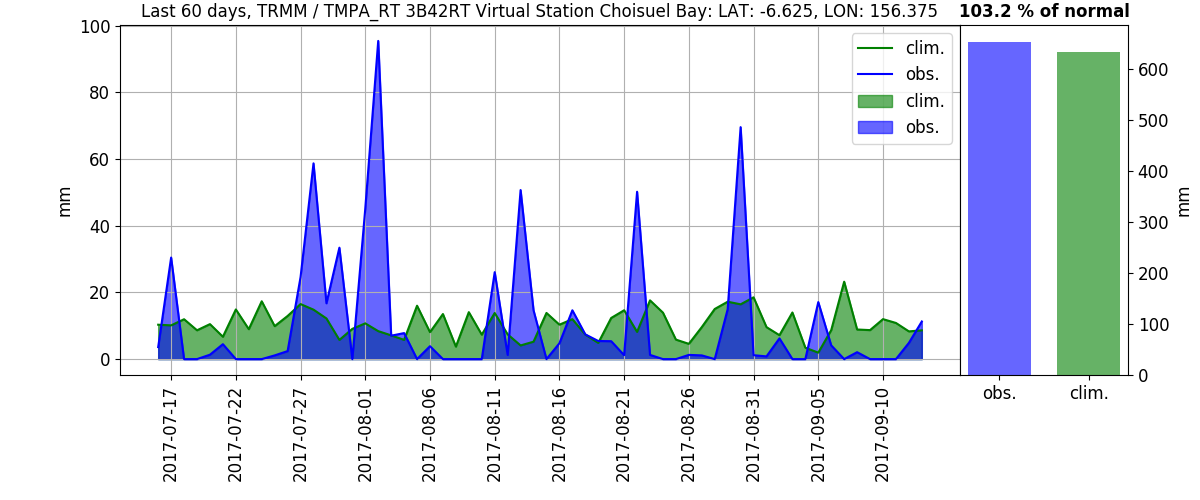 Last 60 days, TRMM / TMPA_RT 3B42RT Virtual Station Choisuel Bay: LAT: -6.625, LON: 156.375
103.2 % of normal
100
80
60
40
20
0
mm
clim.
obs.
clim.
obs.
2017-07-17
2017-07-22
2017-07-27
2017-08-01
2017-08-06
2017-08-11
2017-08-16
2017-08-21
2017-08-26
2017-08-31
2017-09-05
2017-09-10
600
500
400
300
200
100
0
mm
obs.
clim.